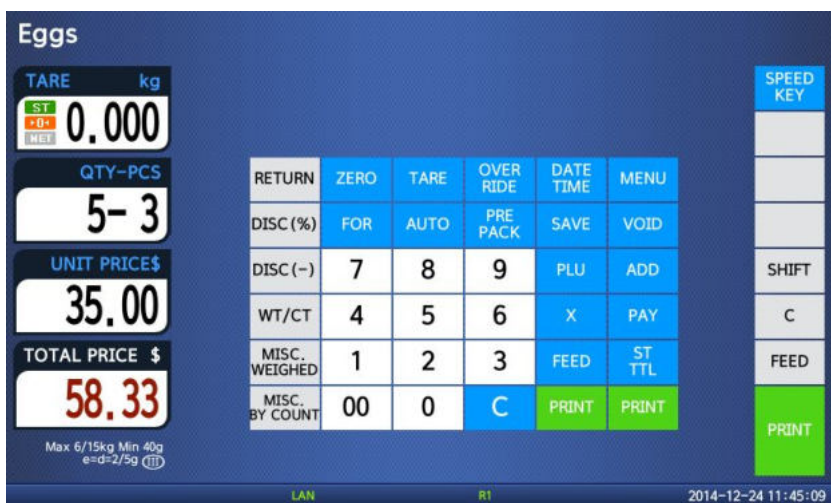 Eggs
TARE kg
ST
→0←
NET
0.000
QTY-PCS
5- 3
UNIT PRICE$
35.00
TOTAL PRICE $
58.33
Max 6/15kg Min 40g
e=d=2/5g (III)
RETURN ZERO TARE OVER RIDE DATE TIME MENU
DISC(%) FOR AUTO PRE PACK SAVE VOID
DISC(-) 7 8 9 PLU ADD
WT/CT 4 5 6 X PAY
MISC. WEIGHED 1 2 3 FEED ST TTL
MISC. BY COUNT 00 0 C PRINT PRINT
SPEED
KEY
SHIFT
C
FEED
PRINT
LAN R1 2014-12-24 11:45:09